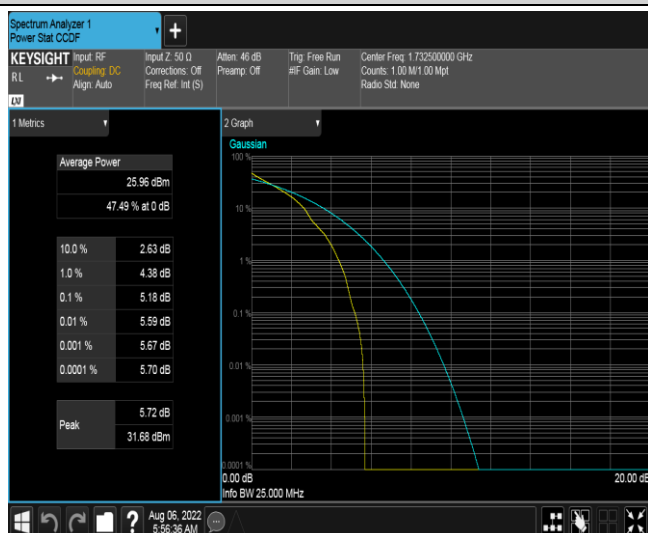 Spectrum Analyzer 1
Power Stat CCDF
+
KEYSIGHT
RL
LXI
Input: RF
Coupling: DC
Align: Auto
Input Z: 50 Ω
Corrections: Off
Freq Ref: Int (S)
Atten: 46 dB
Preamp: Off
Trig: Free Run
#IF Gain: Low
Center Freq: 1.732500000 GHz
Counts: 1.00 M/1.00 Mpt
Radio Std: None
1 Metrics
Average Power
25.96 dBm
47.49 % at 0 dB
10.0 % 2.63 dB
1.0 % 4.38 dB
0.1 % 5.18 dB
0.01 % 5.59 dB
0.001 % 5.67 dB
0.0001 % 5.70 dB
Peak
5.72 dB
31.68 dBm
2 Graph
Gaussian
100 %
10 %
1 %
0.1 %
0.01 %
0.001 %
0.0001 %
0.00 dB 20.00 dB
Info BW 25.000 MHz
?
Aug 06, 2022
5:56:36 AM